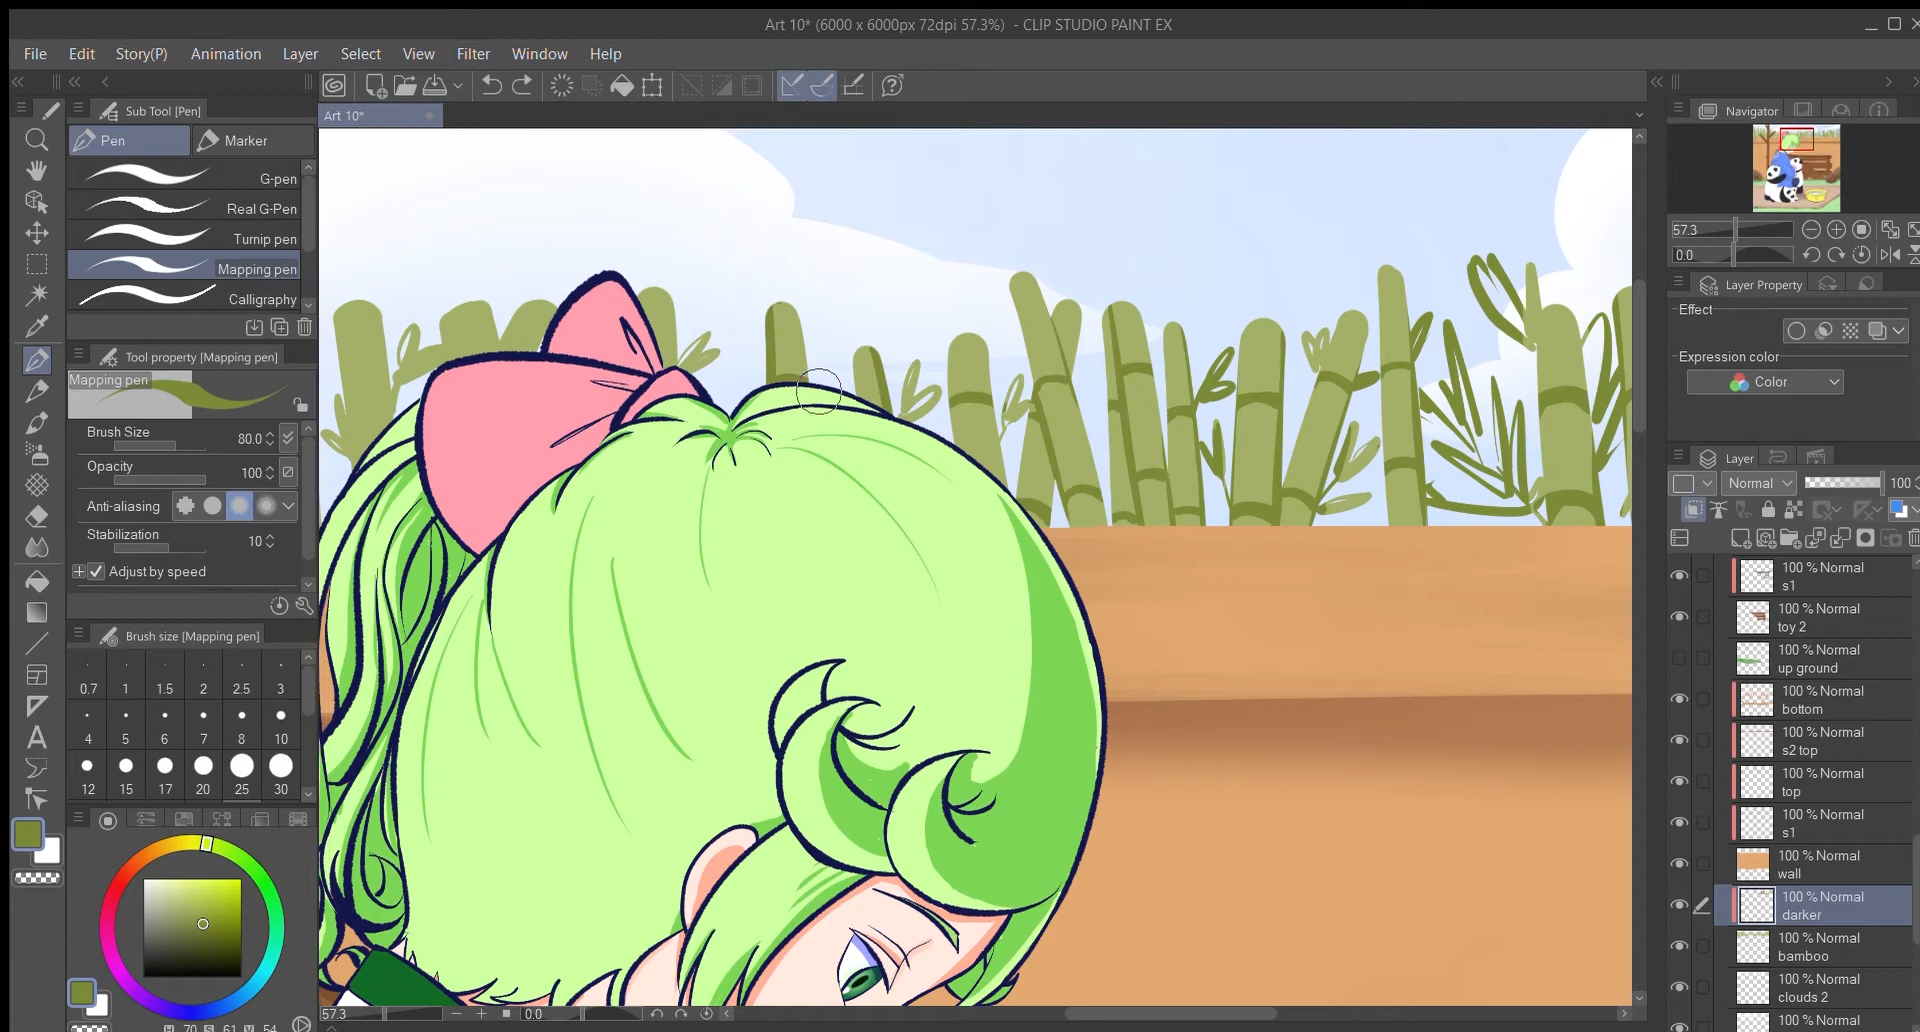 Art 10* (6000 x 6000px 72dpi 57.3%) - CLIP STUDIO PAINT EX
File Edit Story(P) Animation Layer Select View Filter Window Help
Sub Tool [Pen]
Art 10*
Pen Marker
G-pen
Real G-Pen
Turnip pen
Mapping pen
Calligraphy
Tool property [Mapping pen]
Mapping pen
Brush Size 80.0
Opacity 100
Anti-aliasing
Stabilization 10
Adjust by speed
Brush size [Mapping pen]
0.7 1 1.5 2 2.5 3
4 5 6 7 8 10
12 15 17 20 25 30
H 70 S 61 V 54
57.3 0.0
Navigator
57.3
0.0
Layer Property
Effect
Expression color
Color
Layer
Normal 100
100 % Normal
s1
100 % Normal
toy 2
100 % Normal
up ground
100 % Normal
bottom
100 % Normal
s2 top
100 % Normal
top
100 % Normal
s1
100 % Normal
wall
100 % Normal
darker
100 % Normal
bamboo
100 % Normal
clouds 2
100 % Normal